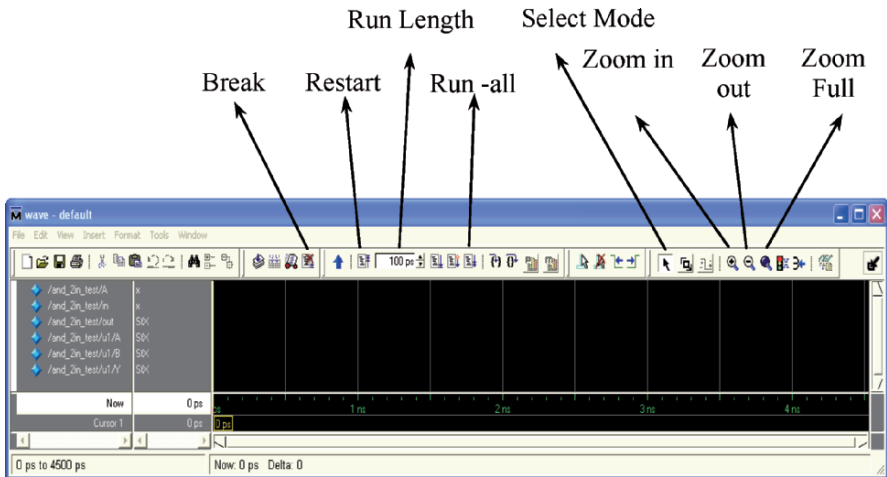 Run Length
Select Mode
Zoom in
Zoom out
Zoom Full
Break
Restart
Run -all
wave - default
File Edit View Insert Format Tools Window
100 ps
/and_2in_test/A x
/and_2in_test/in x
/and_2in_test/out StX
/and_2in_test/u1/A StX
/and_2in_test/u1/B StX
/and_2in_test/u1/Y StX
Now 0 ps
ps 1 ns 2 ns 3 ns 4 ns
Cursor 1 0 ps 0 ps
0 ps to 4500 ps Now: 0 ps Delta: 0